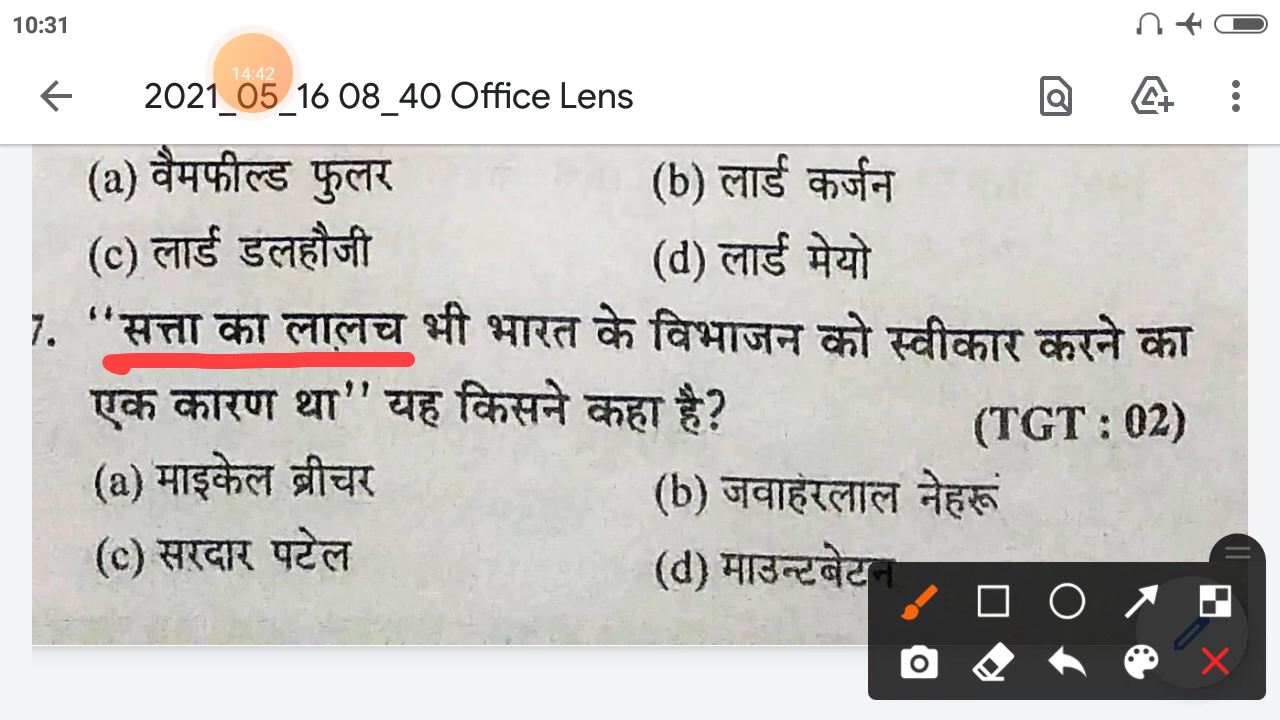 10:31
14:42
2021_05_16 08_40 Office Lens
(a) वैमफील्ड फुलर (b) लार्ड कर्जन
(c) लार्ड डलहौजी (d) लार्ड मेयो
7. ‘‘सत्ता का लालच भी भारत के विभाजन को स्वीकार करने का
एक कारण था’’ यह किसने कहा है? (TGT : 02)
(a) माइकेल ब्रीचर (b) जवाहरलाल नेहरू
(c) सरदार पटेल (d) माउन्टबेटन